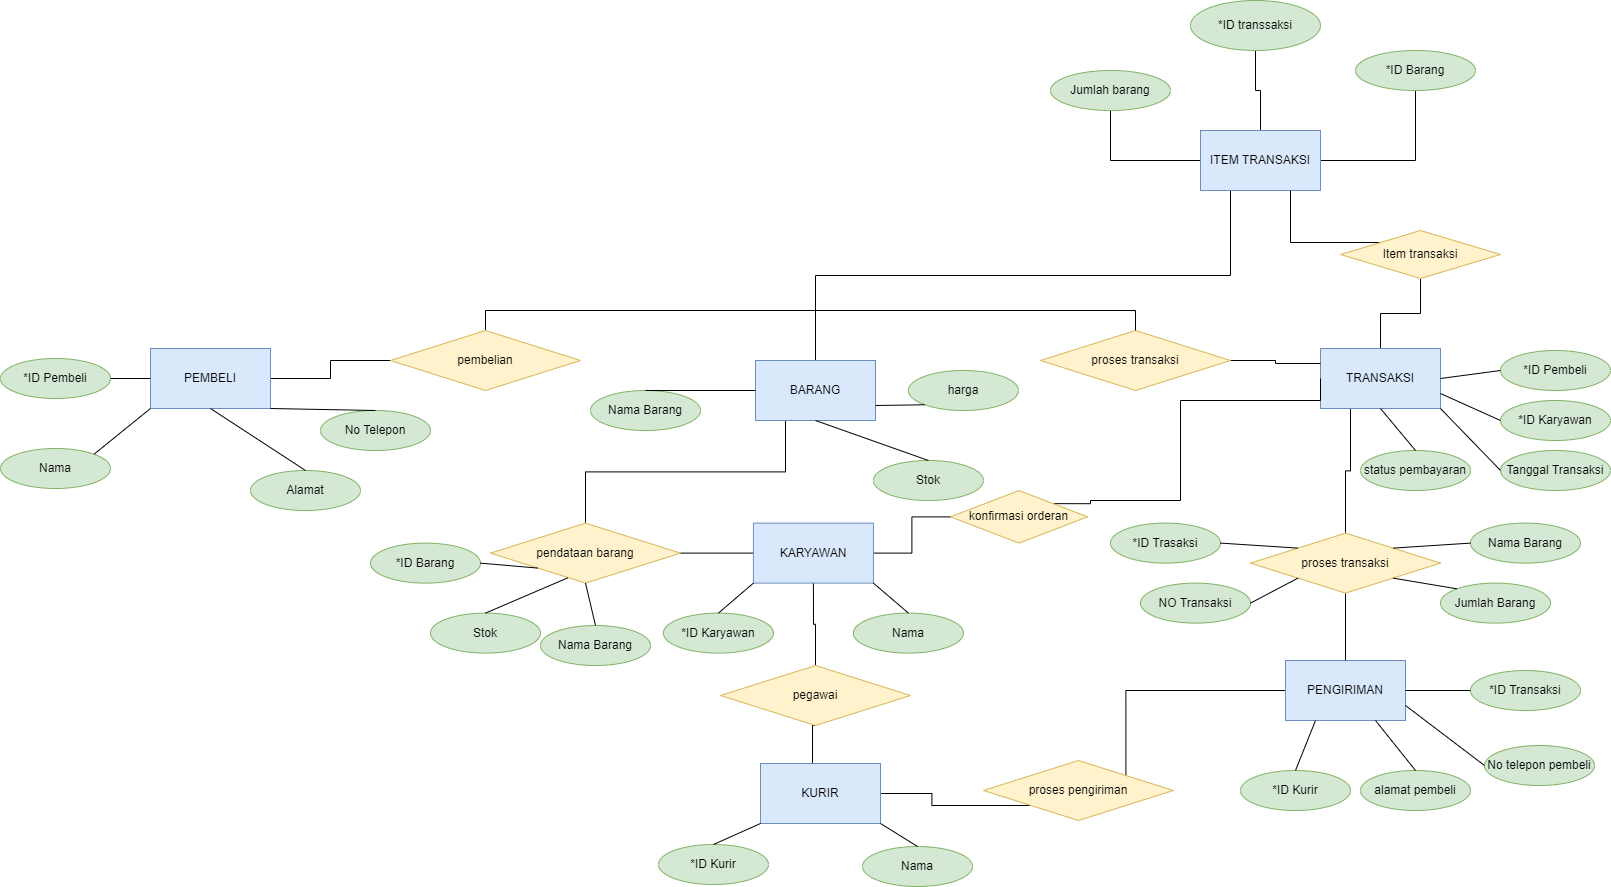 *ID transsaksi
*ID Barang
Jumlah barang
ITEM TRANSAKSI
Item transaksi
pembelian
proses transaksi
PEMBELI
*ID Pembeli
No Telepon
Nama
Alamat
BARANG
Nama Barang
harga
Stok
TRANSAKSI
*ID Pembeli
*ID Karyawan
status pembayaran
Tanggal Transaksi
konfirmasi orderan
pendataan barang
*ID Barang
Stok
Nama Barang
KARYAWAN
*ID Karyawan
Nama
*ID Trasaksi
Nama Barang
proses transaksi
NO Transaksi
Jumlah Barang
pegawai
PENGIRIMAN
*ID Transaksi
No telepon pembeli
*ID Kurir
alamat pembeli
KURIR
proses pengiriman
*ID Kurir
Nama